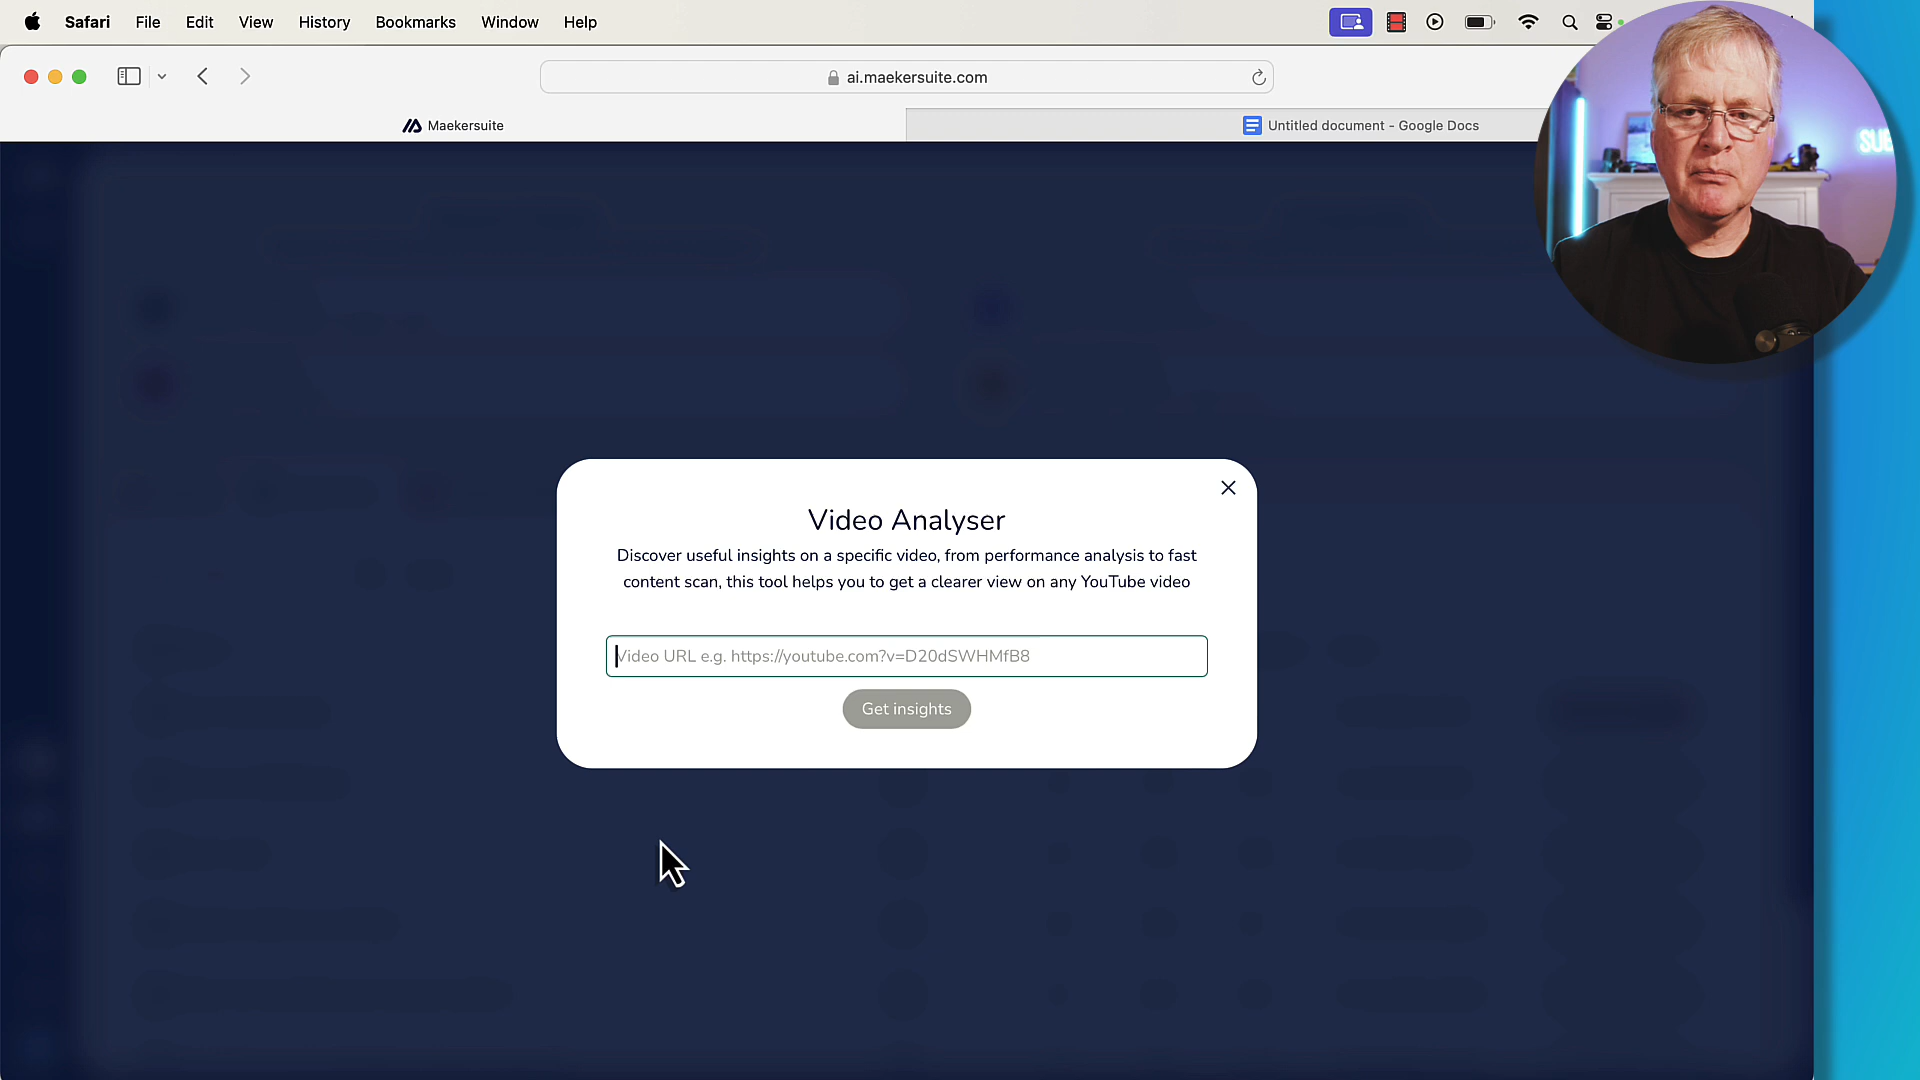 Safari File Edit View History Bookmarks Window Help
ai.maekersuite.com
Maekersuite
Untitled document - Google Docs
SUB
Video Analyser
Discover useful insights on a specific video, from performance analysis to fast
content scan, this tool helps you to get a clearer view on any YouTube video
Video URL e.g. https://youtube.com?v=D20dSWHMfB8
Get insights